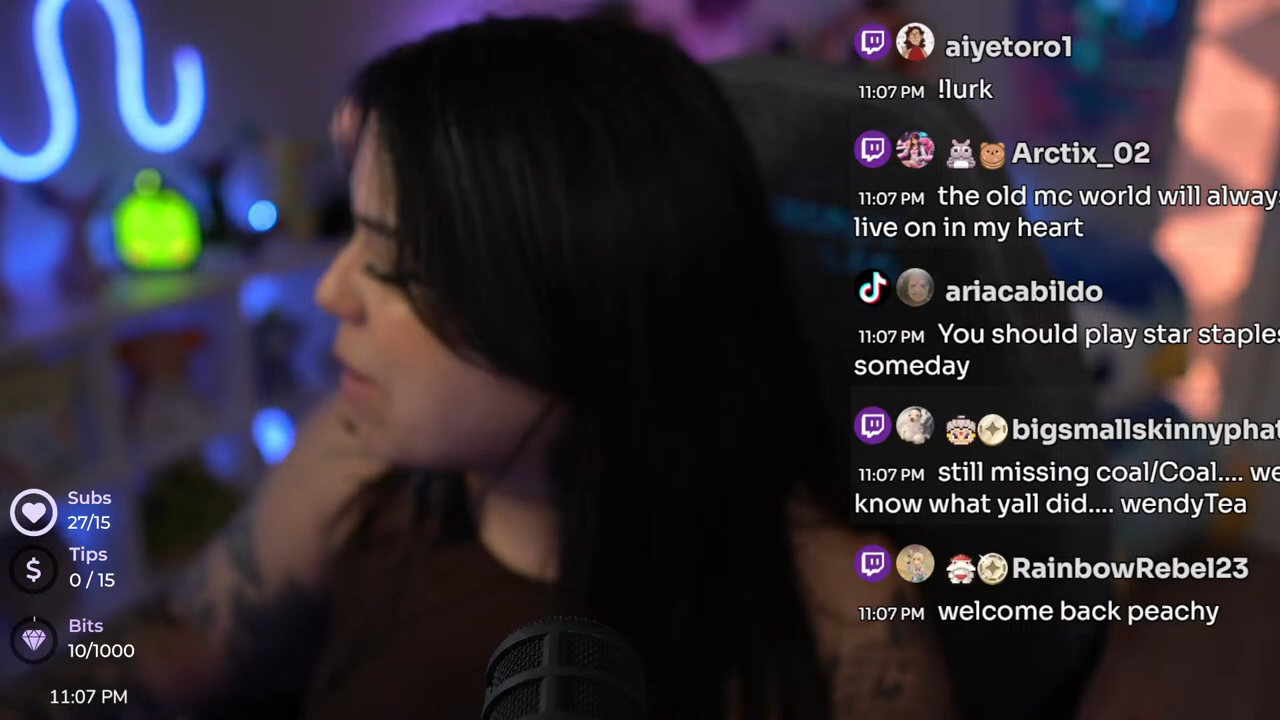 aiyetoro1
11:07 PM !lurk
Arctix_02
11:07 PM the old mc world will always
live on in my heart
ariacabildo
11:07 PM You should play star staples
someday
bigsmallskinnyphat
11:07 PM still missing coal/Coal.... we
know what yall did.... wendyTea
RainbowRebel23
11:07 PM welcome back peachy
Subs
27/15
Tips
$
0 / 15
Bits
10/1000
11:07 PM